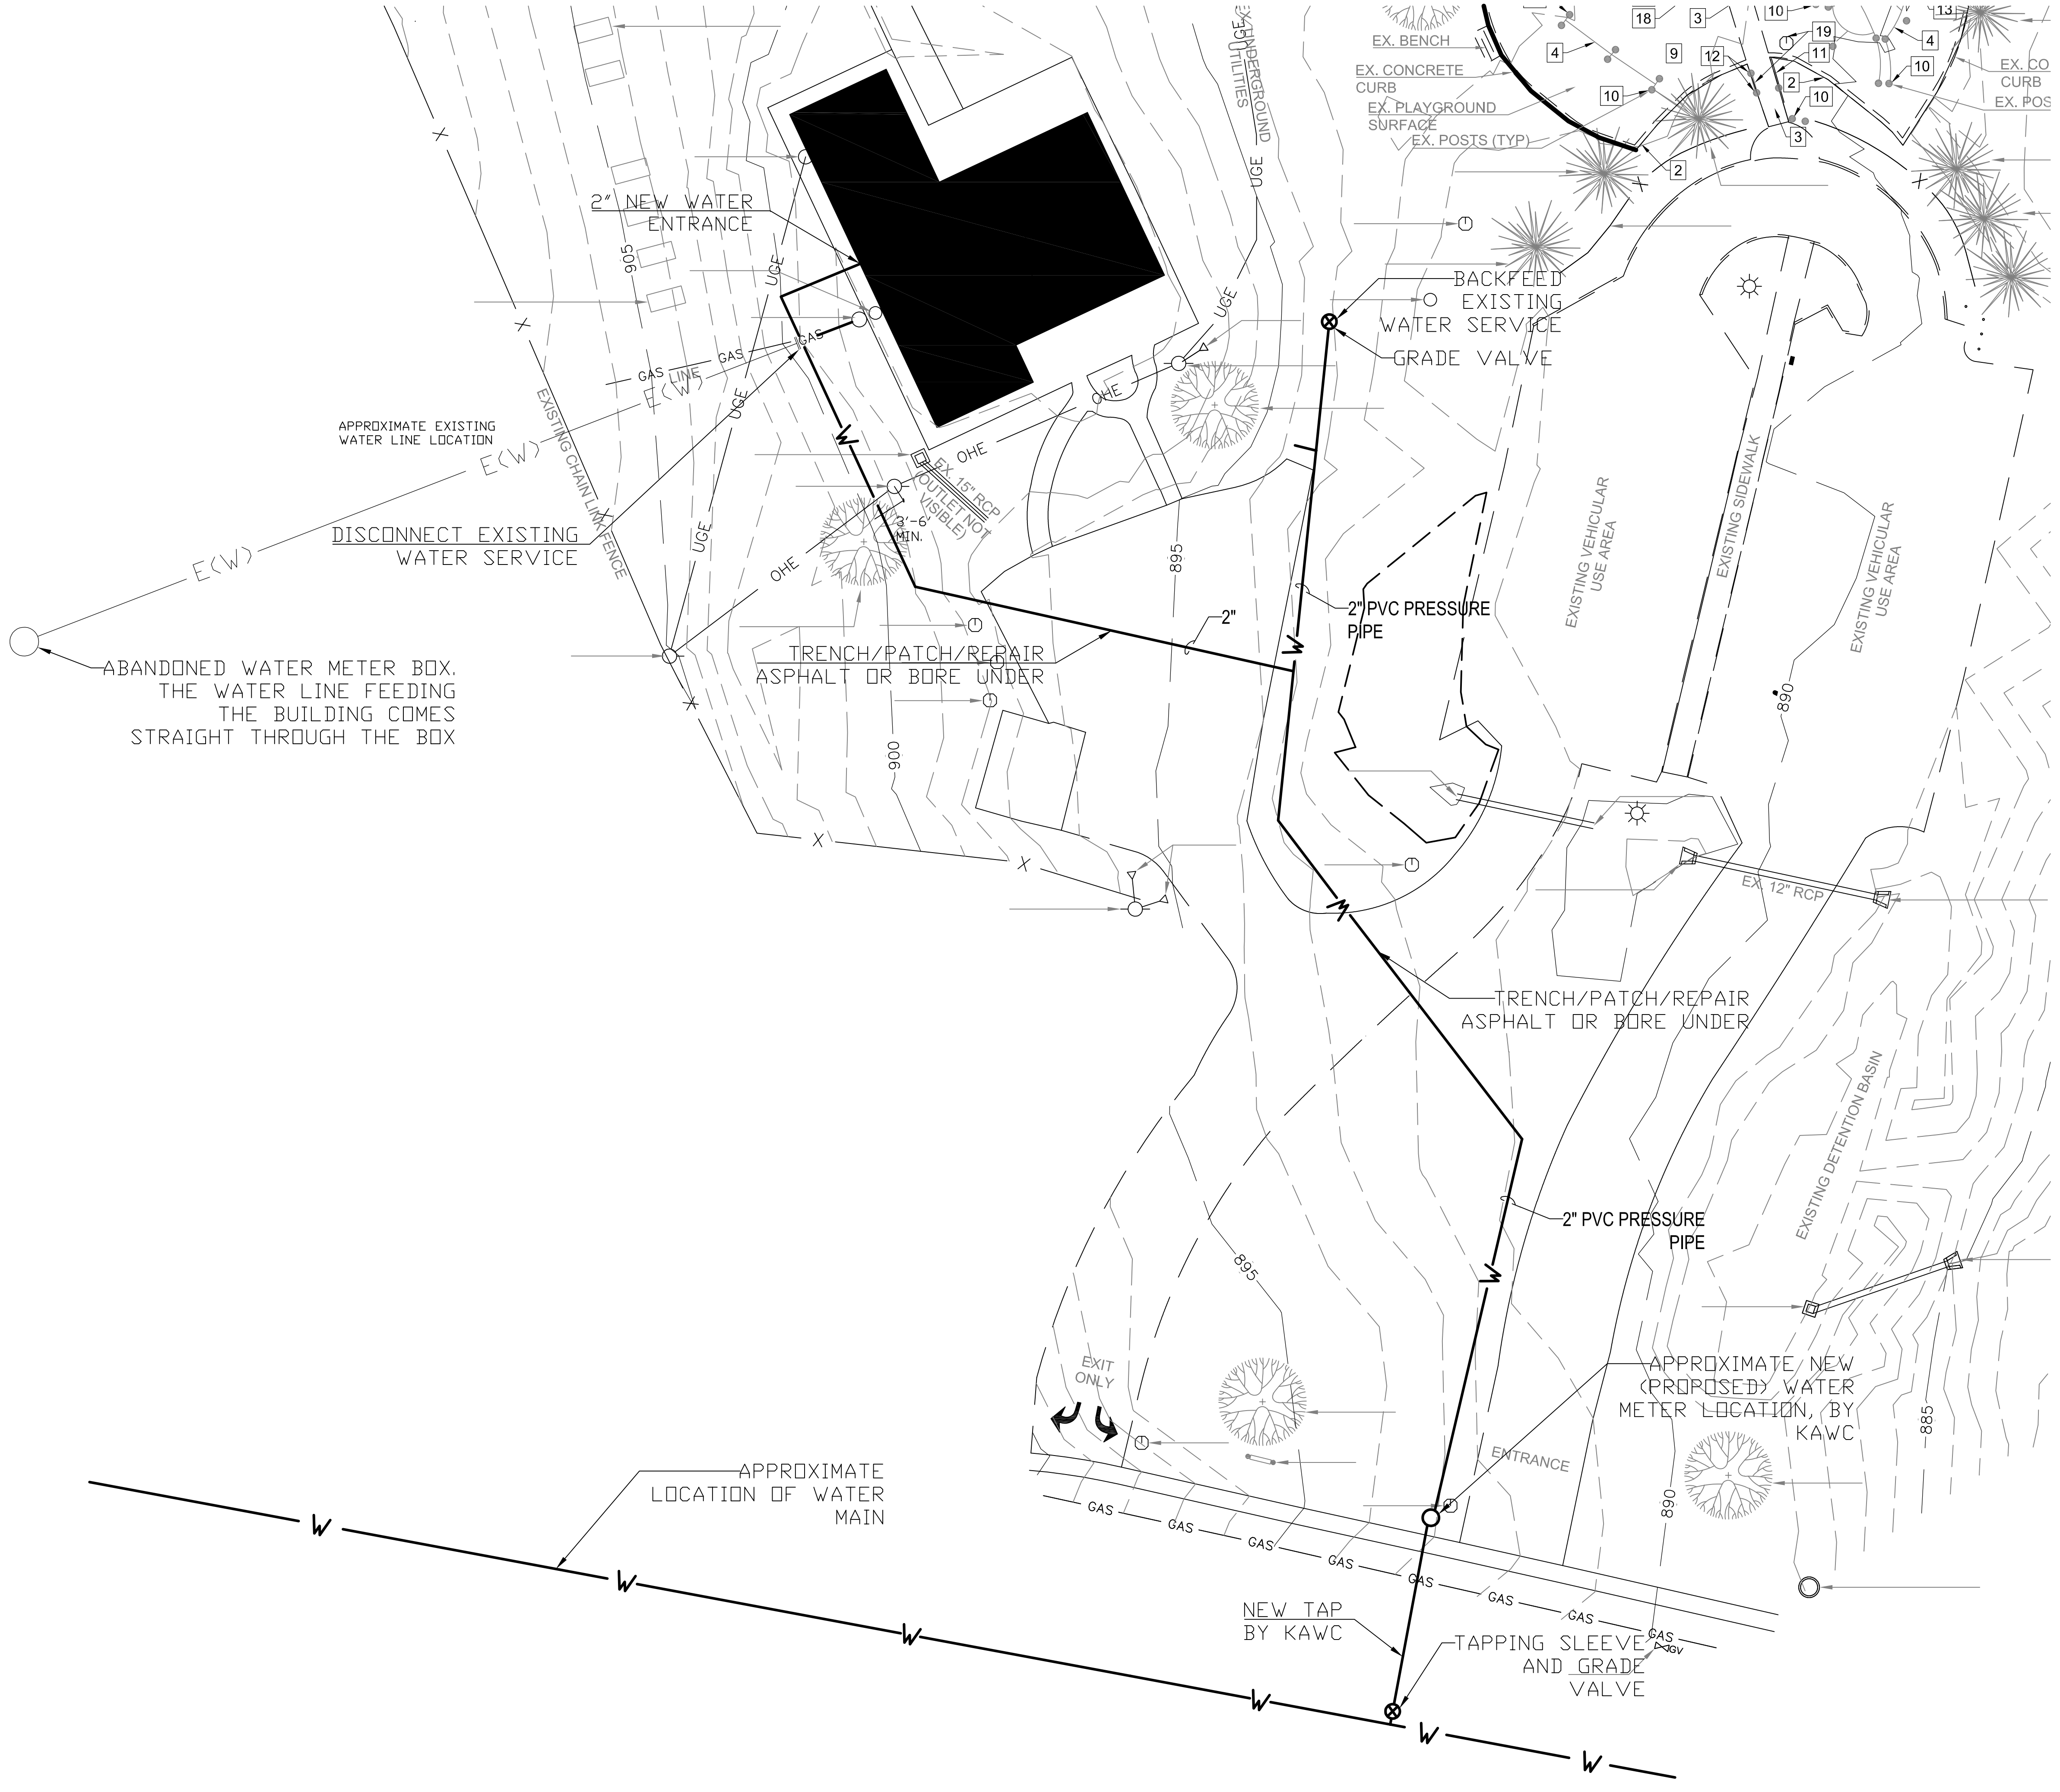 18
3
10
13
4
9
12
19
11
4
10
EX. BENCH
EX. CONCRETE
CURB
EX. PLAYGROUND
SURFACE
EX. POSTS (TYP)
10
2
10
3
2
EX. CO
CURB
EX. POS
UGE
EX. UNDERGROUND
UTILITIES
UGE
X
X
X
2" NEW WATER
ENTRANCE
905
UGE
UGE
BACKFEED
EXISTING
WATER SERVICE
GRADE VALVE
X
GAS
GAS
GAS LINE
E(W)
UGE
OHE
APPROXIMATE EXISTING
WATER LINE LOCATION
E(W)
EXISTING CHAIN LINK FENCE
W
OHE
EX. 15" RCP
(OUTLET NOT
VISIBLE)
3'-6"
MIN.
X
DISCONNECT EXISTING
WATER SERVICE
UGE
OHE
E(W)
895
EXISTING VEHICULAR
USE AREA
EXISTING SIDEWALK
EXISTING VEHICULAR
USE AREA
2" PVC PRESSURE
PIPE
2"
W
TRENCH/PATCH/REPAIR
ASPHALT OR BORE UNDER
ABANDONED WATER METER BOX.
THE WATER LINE FEEDING
THE BUILDING COMES
STRAIGHT THROUGH THE BOX
X
900
890
X
X
EX. 12" RCP
W
TRENCH/PATCH/REPAIR
ASPHALT OR BORE UNDER
EXISTING DETENTION BASIN
2" PVC PRESSURE
PIPE
W
895
EXIT
ONLY
APPROXIMATE NEW
(PROPOSED) WATER
METER LOCATION, BY
KAWC
885
ENTRANCE
890
APPROXIMATE
LOCATION OF WATER
MAIN
GAS
GAS
GAS
GAS
GAS
GAS
GAS
GAS
GV
NEW TAP
BY KAWC
TAPPING SLEEVE
AND GRADE
VALVE
W
W
W
W
W
W